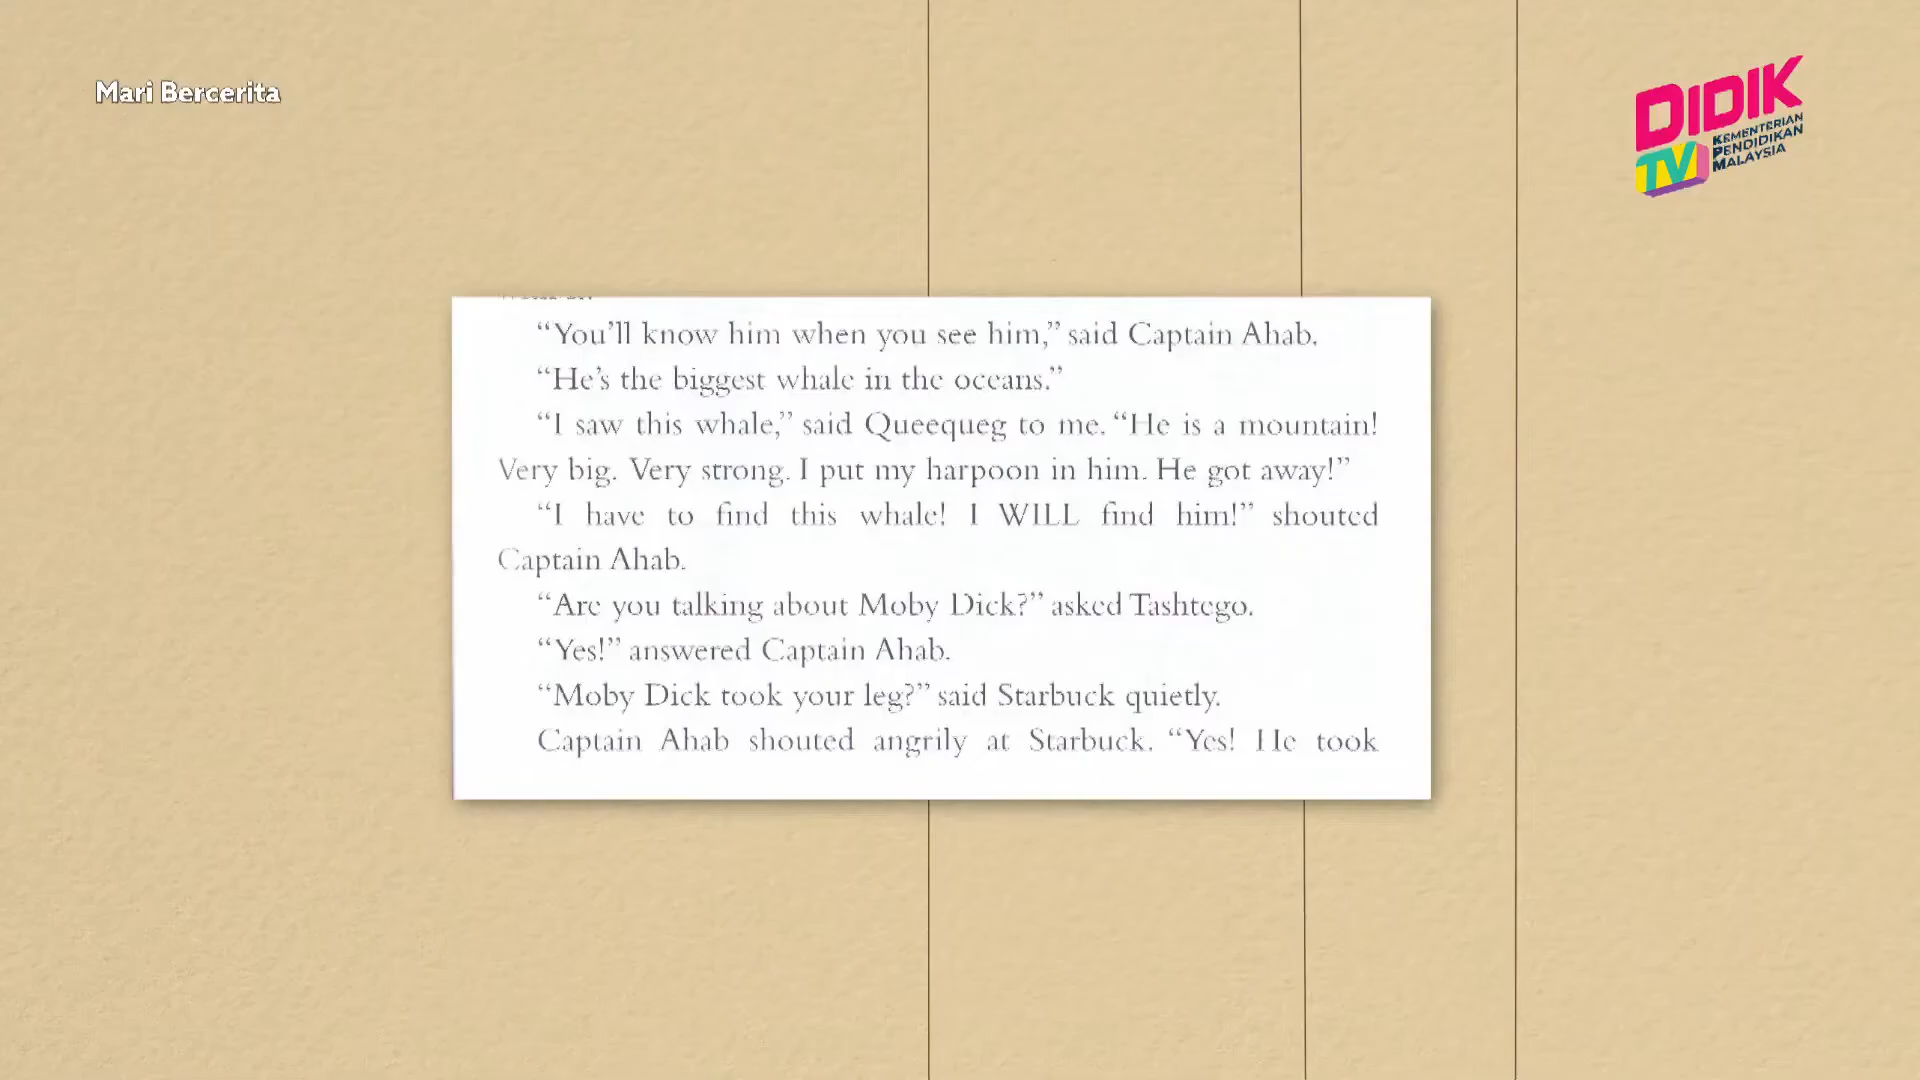 Mari Bercerita
DIDIK
TV
KEMENTERIAN
PENDIDIKAN
MALAYSIA
“You’ll know him when you see him,” said Captain Ahab.
“He’s the biggest whale in the oceans.”
“I saw this whale,” said Queequeg to me. “He is a mountain!
Very big. Very strong. I put my harpoon in him. He got away!”
“I have to find this whale! I WILL find him!” shouted
Captain Ahab.
“Are you talking about Moby Dick?” asked Tashtego.
“Yes!” answered Captain Ahab.
“Moby Dick took your leg?” said Starbuck quietly.
Captain Ahab shouted angrily at Starbuck. “Yes! He took